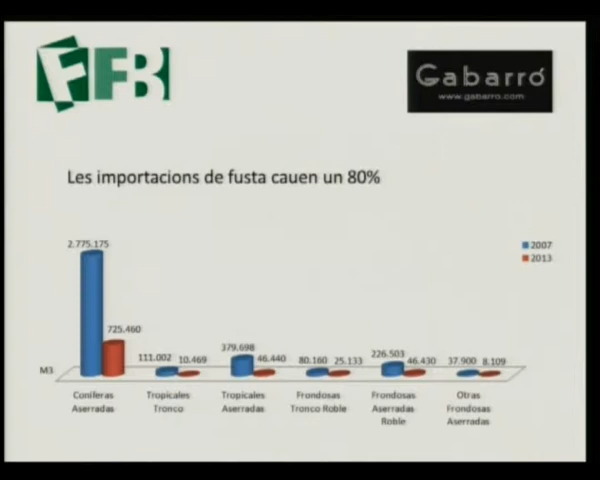 FFB
Gabarró
www.gabarro.com
Les importacions de fusta cauen un 80%
2.775.175
725.460
111.002
10.469
379.698
46.440
80.160
25.133
226.503
46.430
37.900
8.109
2007
2013
M3
Coníferas
Aserradas
Tropicales
Tronco
Tropicales
Aserradas
Frondosas
Tronco Roble
Frondosas
Aserradas
Roble
Otras
Frondosas
Aserradas